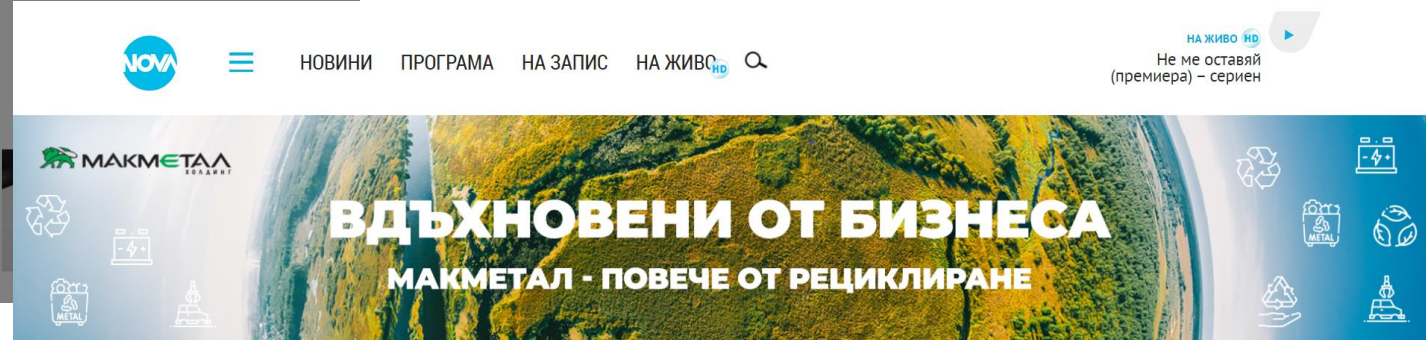 NOVA
НОВИНИ ПРОГРАМА НА ЗАПИС НА ЖИВО HD
НА ЖИВО HD
Не ме оставяй
(премиера) – сериен
МАКМЕТАЛ
ХОЛДИНГ
ВДЪХНОВЕНИ ОТ БИЗНЕСА
МАКМЕТАЛ - ПОВЕЧЕ ОТ РЕЦИКЛИРАНЕ
METAL
METAL